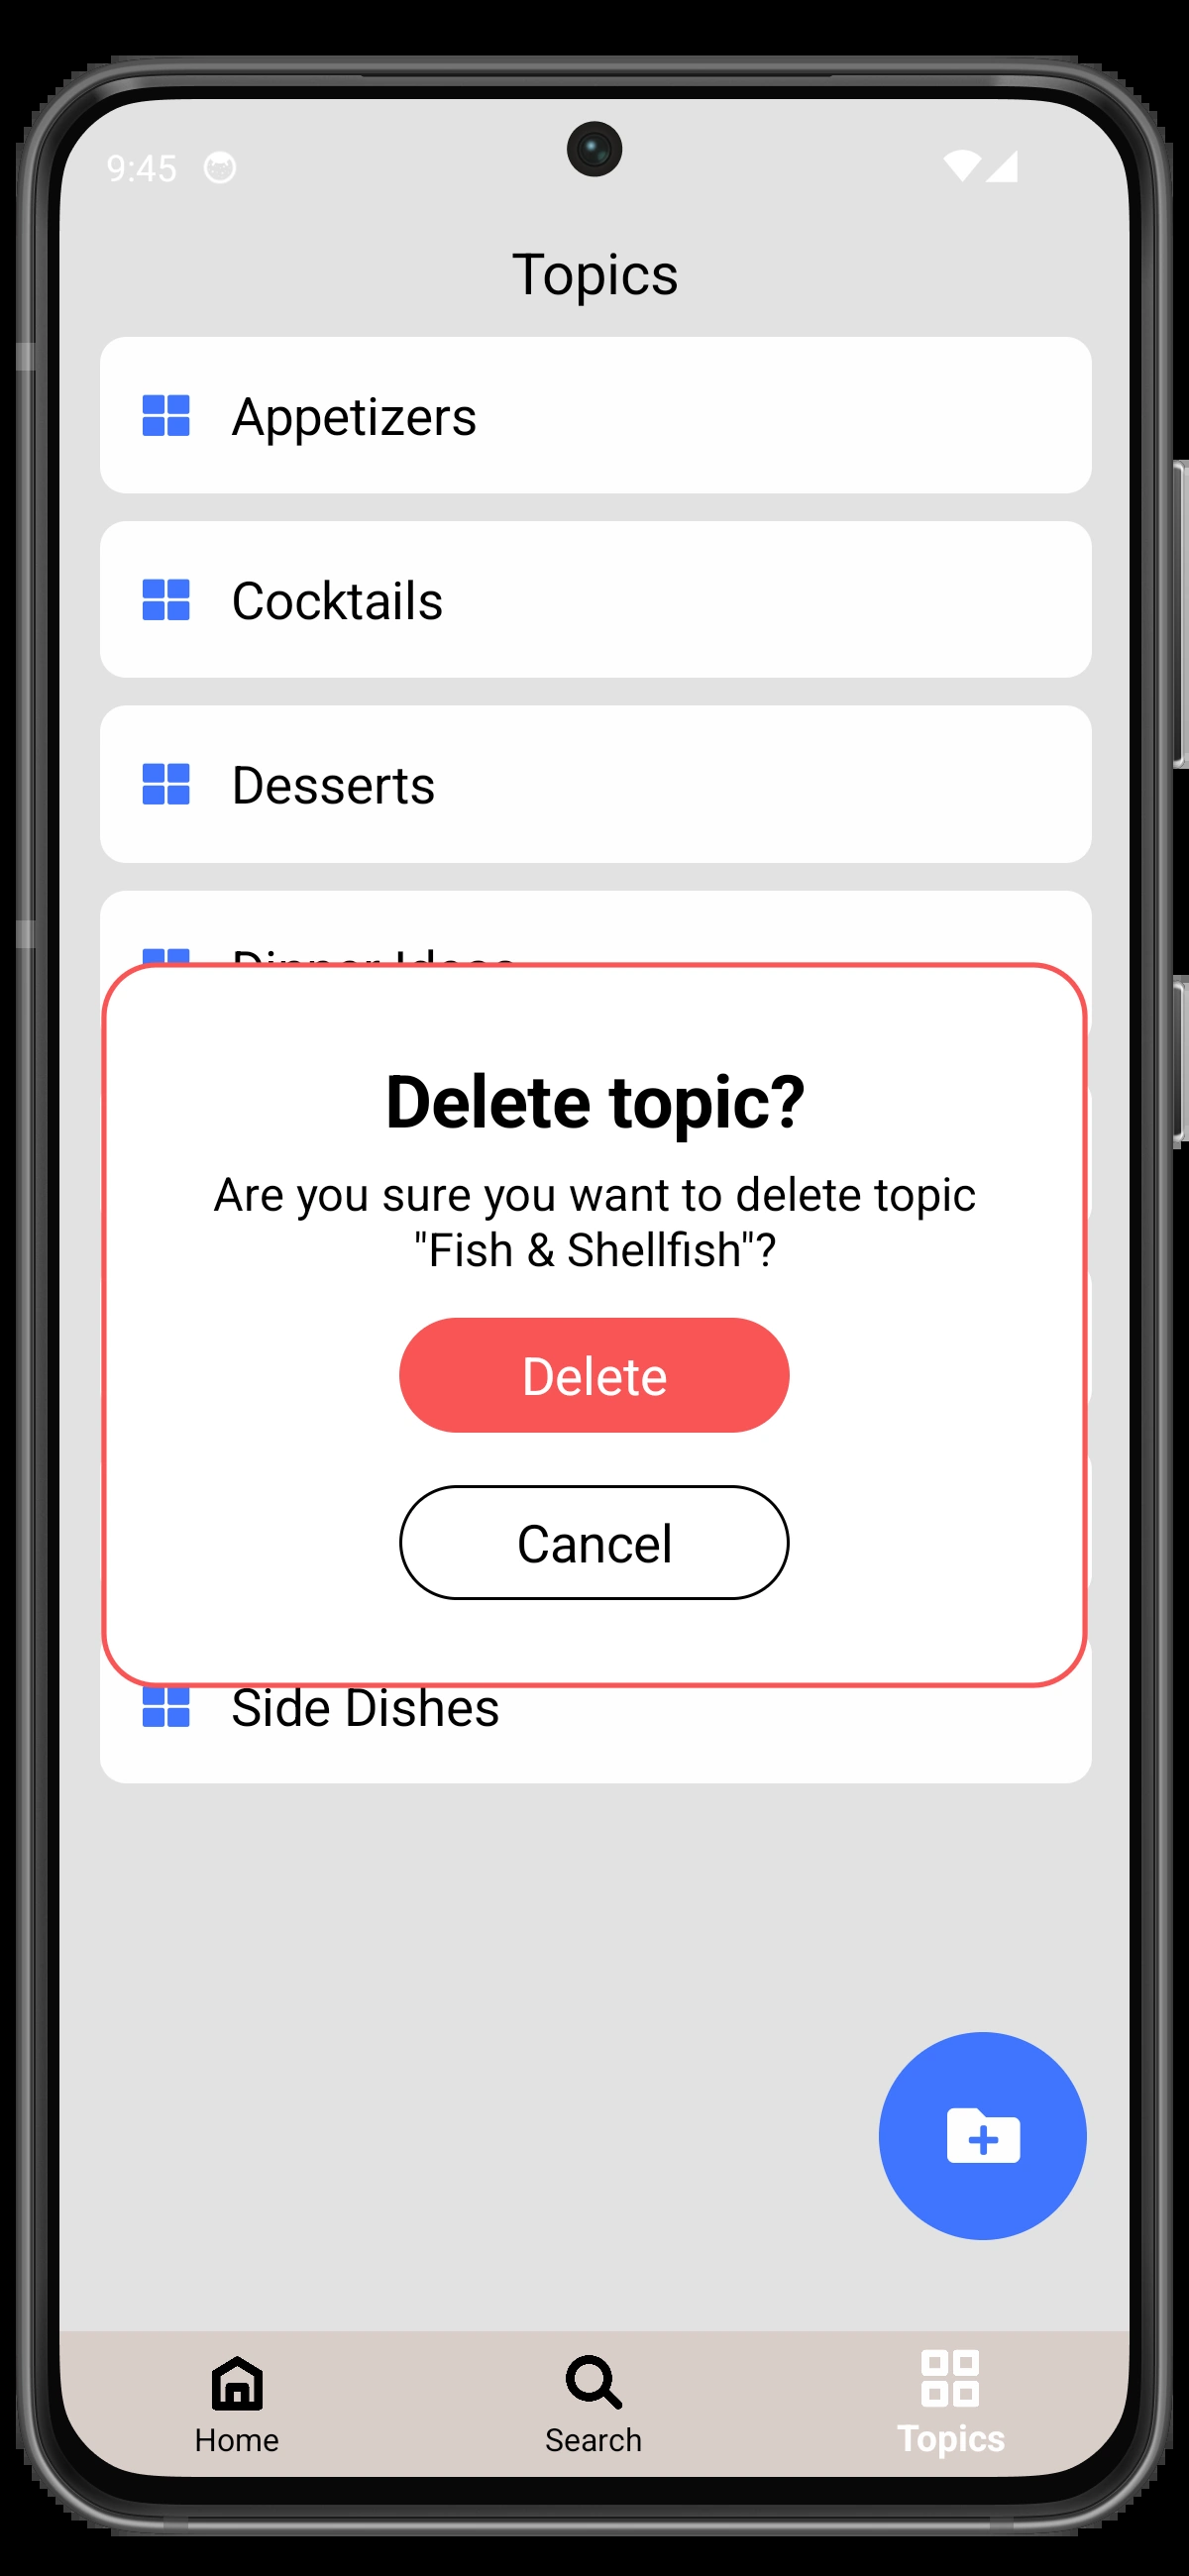 9:45
Topics
Appetizers
Cocktails
Desserts
Dinner Ideas
Delete topic?
Are you sure you want to delete topic
"Fish & Shellfish"?
Delete
Cancel
Side Dishes
Home
Search
Topics